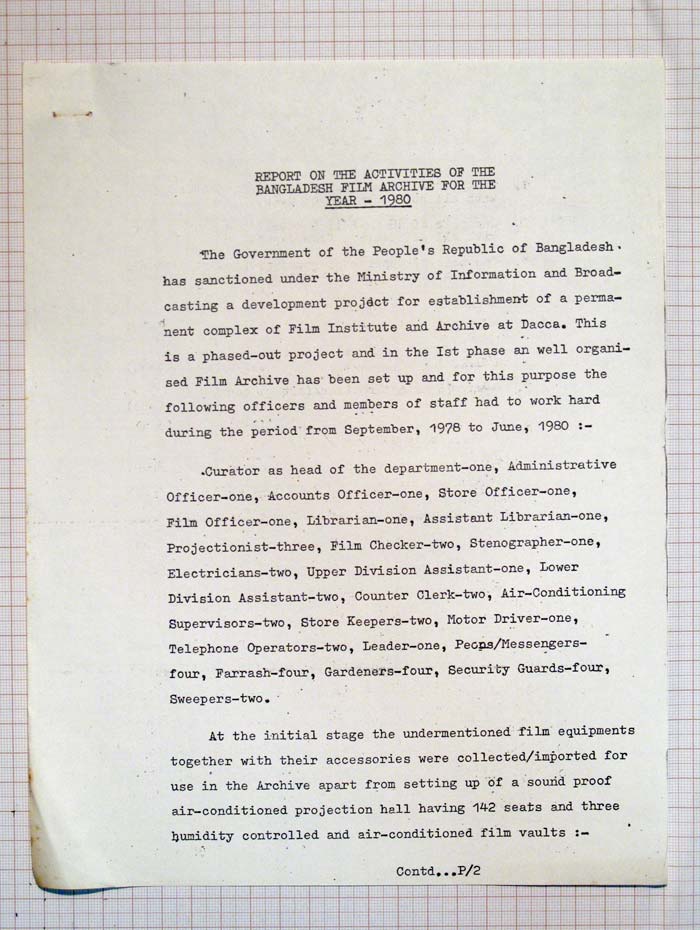 REPORT ON THE ACTIVITIES OF THE
BANGLADESH FILM ARCHIVE FOR THE
YEAR - 1980
The Government of the People's Republic of Bangladesh.
has sanctioned under the Ministry of Information and Broad-
casting a development project for establishment of a perma-
nent complex of Film Institute and Archive at Dacca. This
is a phased-out project and in the Ist phase an well organi-
sed Film Archive has been set up and for this purpose the
following officers and members of staff had to work hard
during the period from September, 1978 to June, 1980 :-
Curator as head of the department-one, Administrative
Officer-one, Accounts Officer-one, Store Officer-one,
Film Officer-one, Librarian-one, Assistant Librarian-one,
Projectionist-three, Film Checker-two, Stenographer-one,
Electricians-two, Upper Division Assistant-one, Lower
Division Assistant-two, Counter Clerk-two, Air-Conditioning
Supervisors-two, Store Keepers-two, Motor Driver-one,
Telephone Operators-two, Leader-one, Peons/Messengers-
four, Farrash-four, Gardeners-four, Security Guards-four,
Sweepers-two.
At the initial stage the undermentioned film equipments
together with their accessories were collected/imported for
use in the Archive apart from setting up of a sound proof
air-conditioned projection hall having 142 seats and three
humidity controlled and air-conditioned film vaults :-
Contd...P/2